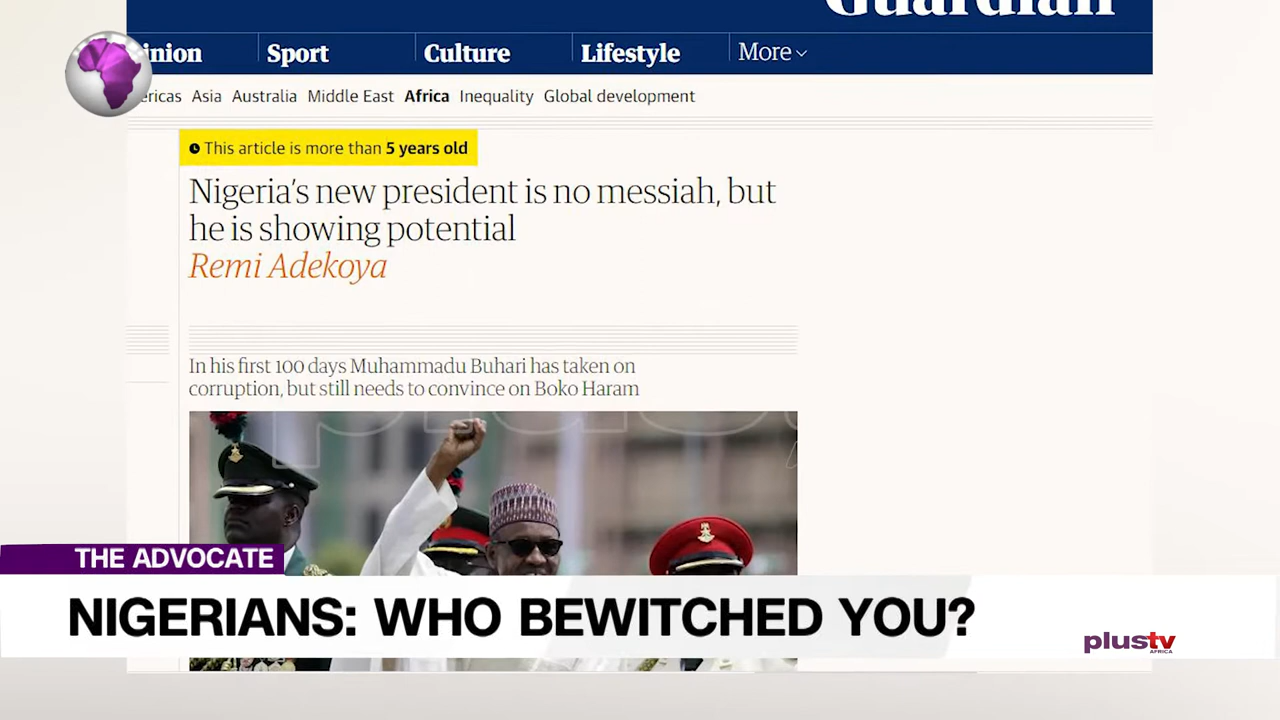 Guardian
inion Sport Culture Lifestyle More
ericas Asia Australia Middle East Africa Inequality Global development
This article is more than 5 years old
Nigeria's new president is no messiah, but
he is showing potential
Remi Adekoya
In his first 100 days Muhammadu Buhari has taken on
corruption, but still needs to convince on Boko Haram
THE ADVOCATE
NIGERIANS: WHO BEWITCHED YOU?
plustv
AFRICA